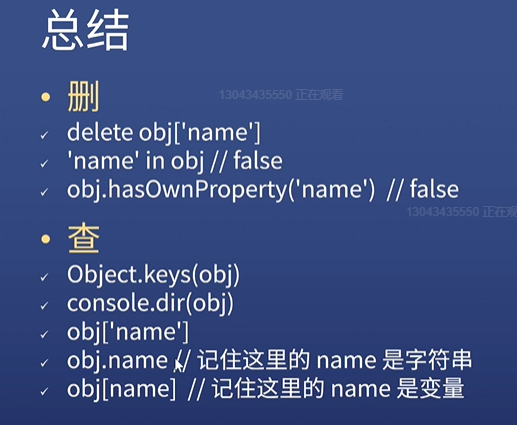 总结
删
13043435550 正在观看
delete obj['name']
'name' in obj // false
obj.hasOwnProperty('name') // false
13043435550 正在观
查
Object.keys(obj)
console.dir(obj)
obj['name']
obj.name // 记住这里的 name 是字符串
obj[name] // 记住这里的 name 是变量